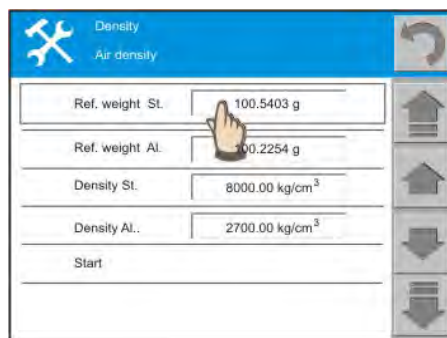 Density
Air density
Ref. weight St. 100.5403 g
Ref. weight Al. 100.2254 g
Density St. 8000.00 kg/cm³
Density Al.. 2700.00 kg/cm³
Start